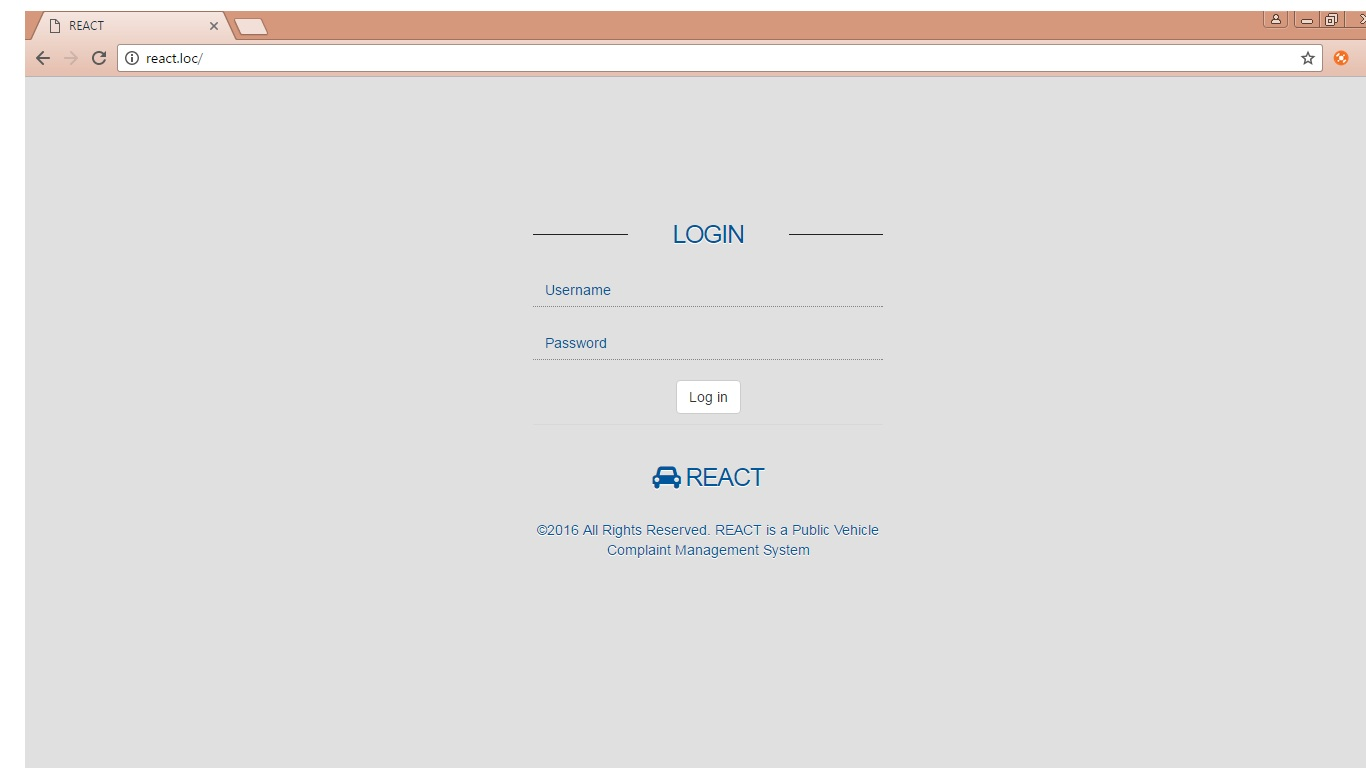 REACT
react.loc/
LOGIN
Username
Password
Log in
REACT
©2016 All Rights Reserved. REACT is a Public Vehicle
Complaint Management System